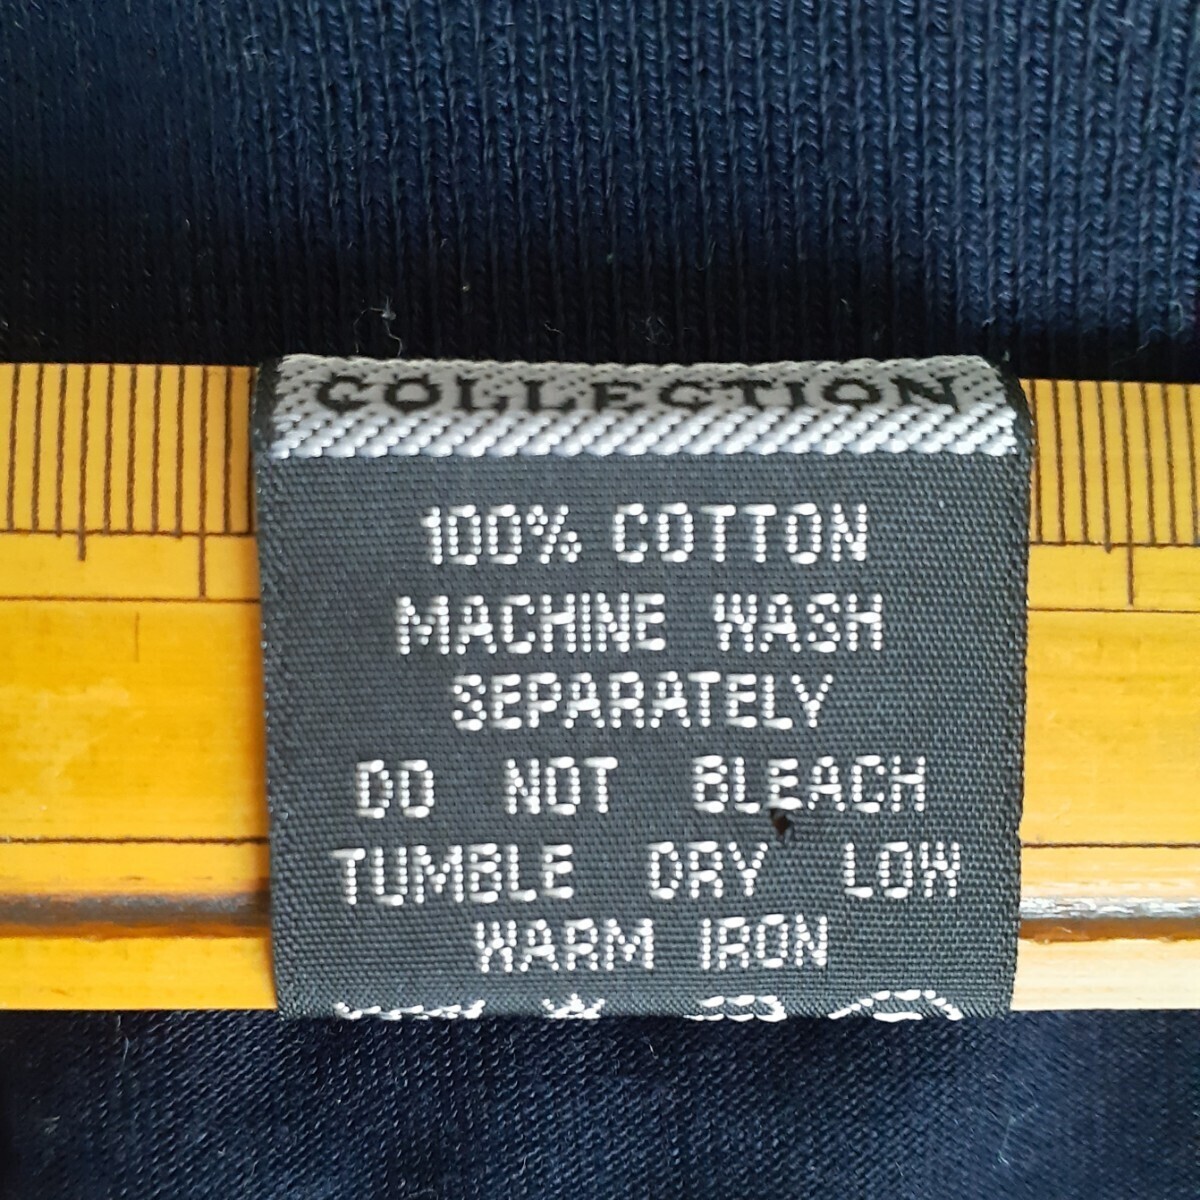 COLLECTION
100% COTTON
MACHINE WASH
SEPARATELY
DO NOT BLEACH
TUMBLE DRY LOW
WARM IRON